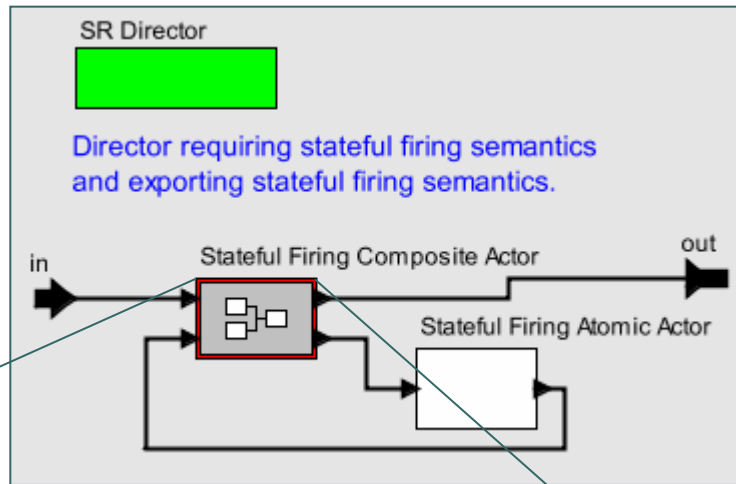 SR Director
Director requiring stateful firing semantics
and exporting stateful firing semantics.
in
Stateful Firing Composite Actor
out
Stateful Firing Atomic Actor